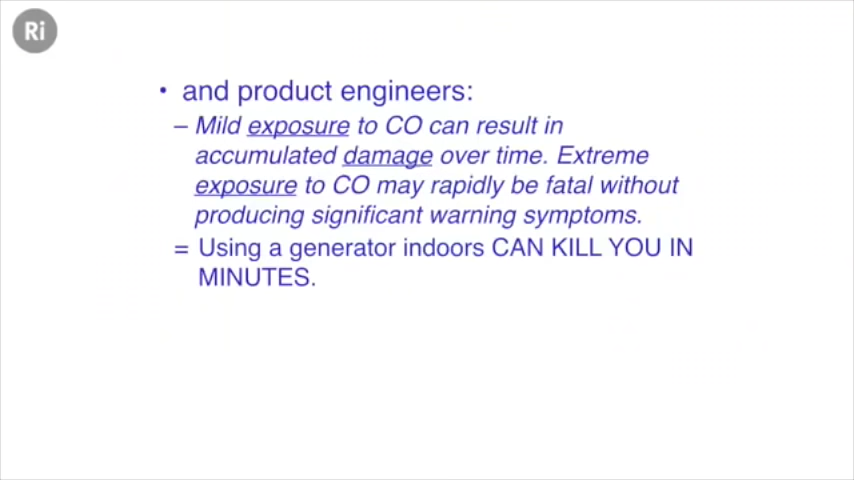 Ri
• and product engineers:
– Mild exposure to CO can result in
accumulated damage over time. Extreme
exposure to CO may rapidly be fatal without
producing significant warning symptoms.
= Using a generator indoors CAN KILL YOU IN
MINUTES.